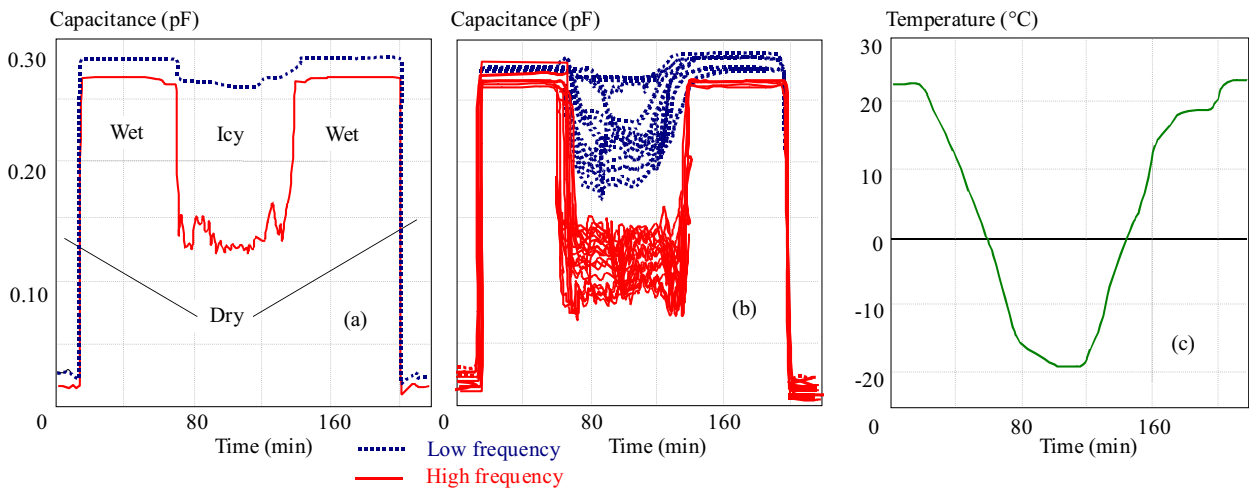 Capacitance (pF)
0.30
0.20
0.10
0
Wet
Icy
Wet
Dry
(a)
80
160
Time (min)
Capacitance (pF)
(b)
80
160
Time (min)
Temperature (°C)
30
20
10
0
-10
-20
0
(c)
80
160
Time (min)
Low frequency
High frequency